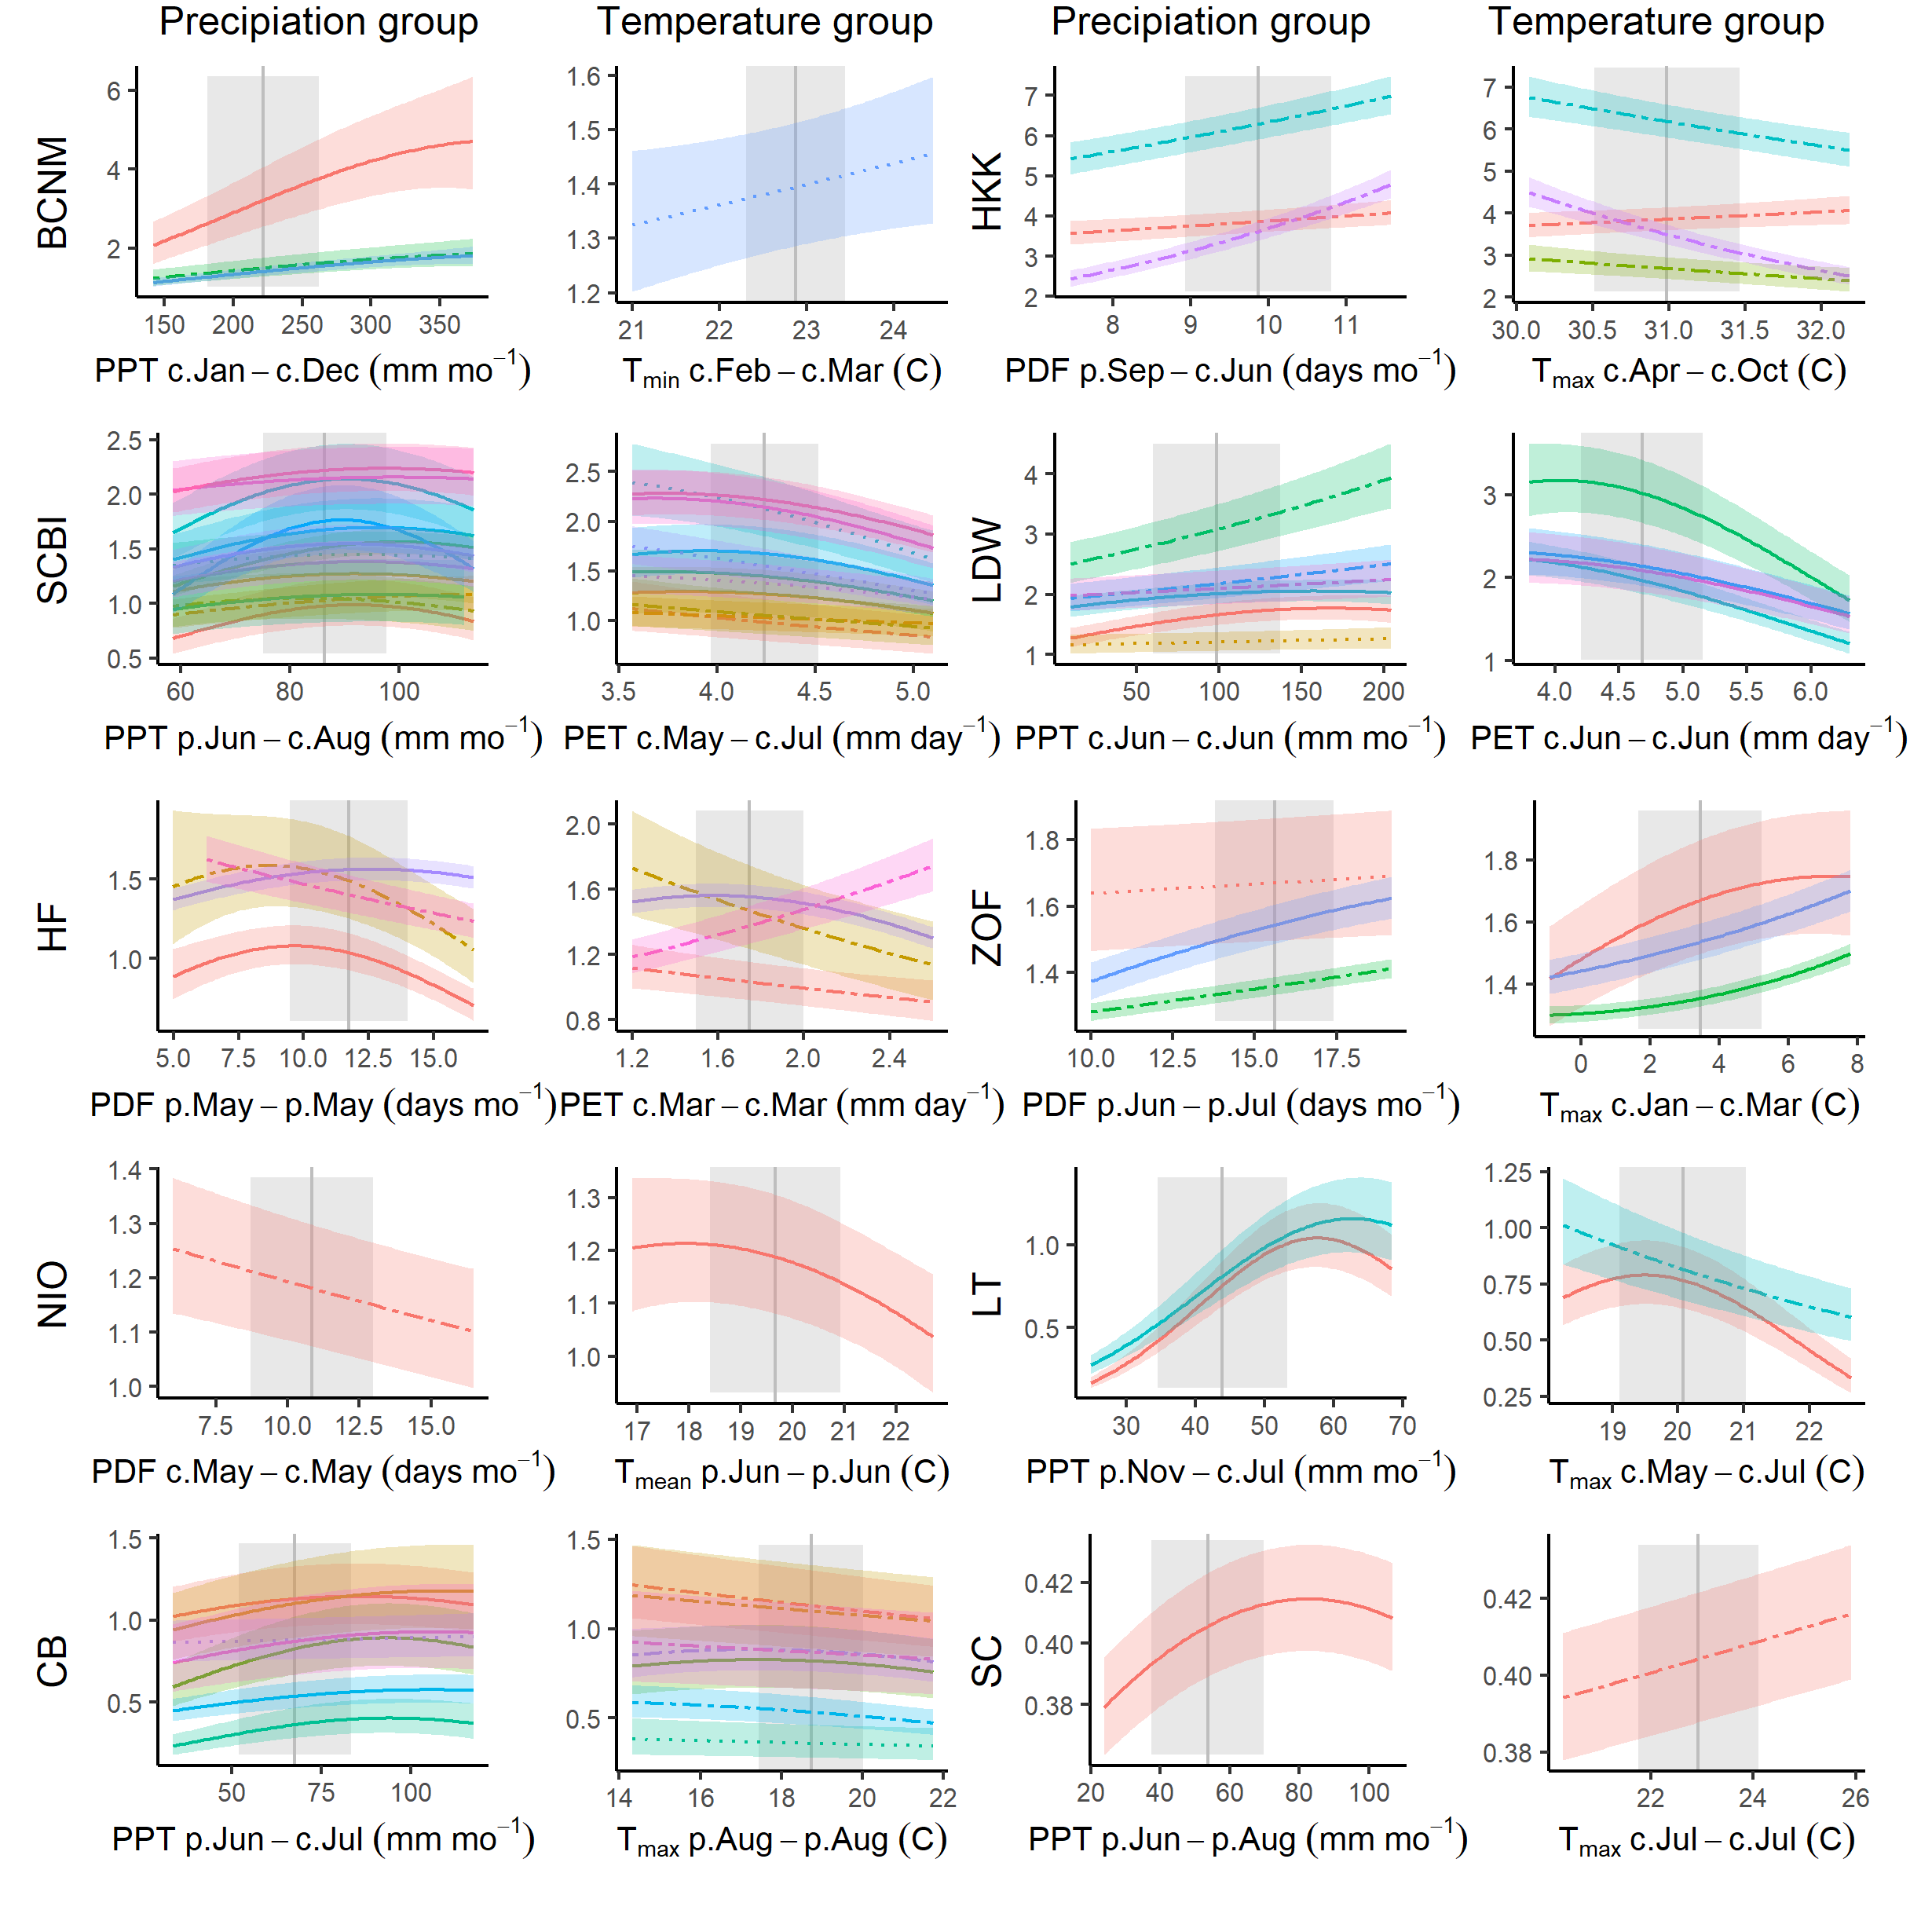 Precipiation group Temperature group Precipiation group Temperature group
BCNM
6
4
2
150 200 250 300 350
PPT c.Jan – c.Dec (mm mo⁻¹)
1.6
1.5
1.4
1.3
1.2
21 22 23 24
Tmin c.Feb – c.Mar (C)
HKK
7
6
5
4
3
2
8 9 10 11
PDF p.Sep – c.Jun (days mo⁻¹)
7
6
5
4
3
2
30.0 30.5 31.0 31.5 32.0
Tmax c.Apr – c.Oct (C)
SCBI
2.5
2.0
1.5
1.0
0.5
60 80 100
PPT p.Jun – c.Aug (mm mo⁻¹)
2.5
2.0
1.5
1.0
3.5 4.0 4.5 5.0
PET c.May – c.Jul (mm day⁻¹)
LDW
4
3
2
1
50 100 150 200
PPT c.Jun – c.Jun (mm mo⁻¹)
3
2
1
4.0 4.5 5.0 5.5 6.0
PET c.Jun – c.Jun (mm day⁻¹)
HF
1.5
1.0
5.0 7.5 10.0 12.5 15.0
PDF p.May – p.May (days mo⁻¹)
2.0
1.6
1.2
0.8
1.2 1.6 2.0 2.4
PET c.Mar – c.Mar (mm day⁻¹)
ZOF
1.8
1.6
1.4
10.0 12.5 15.0 17.5
PDF p.Jun – p.Jul (days mo⁻¹)
1.8
1.6
1.4
0 2 4 6 8
Tmax c.Jan – c.Mar (C)
NIO
1.4
1.3
1.2
1.1
1.0
7.5 10.0 12.5 15.0
PDF c.May – c.May (days mo⁻¹)
1.3
1.2
1.1
1.0
17 18 19 20 21 22
Tmean p.Jun – p.Jun (C)
LT
1.0
0.5
30 40 50 60 70
PPT p.Nov – c.Jul (mm mo⁻¹)
1.25
1.00
0.75
0.50
0.25
19 20 21 22
Tmax c.May – c.Jul (C)
CB
1.5
1.0
0.5
50 75 100
PPT p.Jun – c.Jul (mm mo⁻¹)
1.5
1.0
0.5
14 16 18 20 22
Tmax p.Aug – p.Aug (C)
SC
0.42
0.40
0.38
20 40 60 80 100
PPT p.Jun – p.Aug (mm mo⁻¹)
0.42
0.40
0.38
22 24 26
Tmax c.Jul – c.Jul (C)